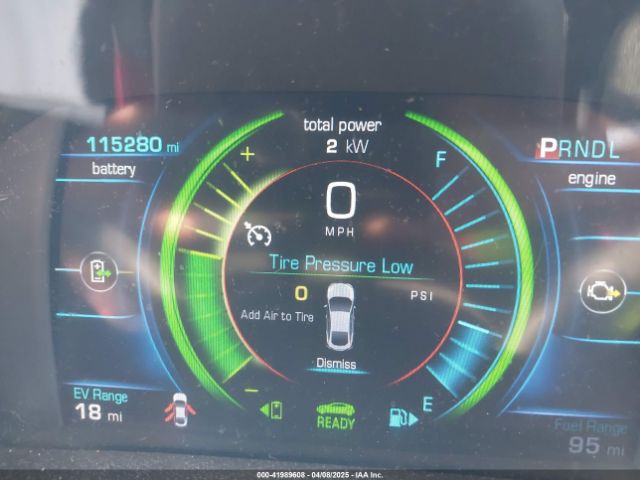 total power
2 kW
115280 mi
PRNDL
battery
engine
+
F
0
MPH
Tire Pressure Low
0
PSI
Add Air to Tire
Dismiss
−
E
EV Range
18 mi
READY
Fuel Range
95 mi
000-41989608 - 04/08/2025 - IAA Inc.